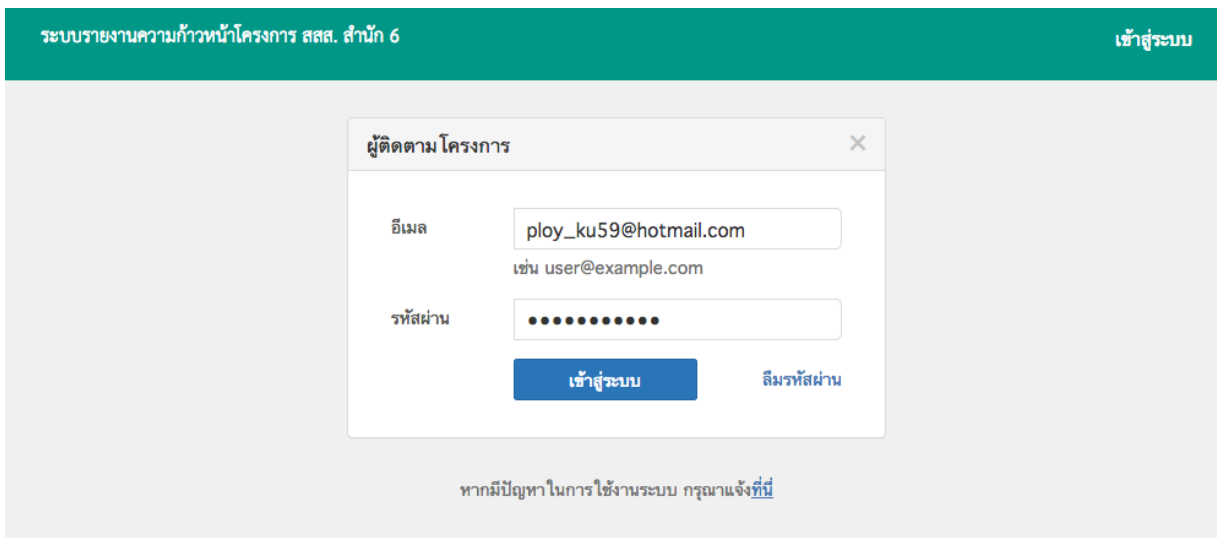 ระบบรายงานความก้าวหน้าโครงการ สสส. สำนัก 6
เข้าสู่ระบบ
ผู้ติดตามโครงการ
อีเมล
ploy_ku59@hotmail.com
เช่น user@example.com
รหัสผ่าน
•••••••••••
เข้าสู่ระบบ
ลืมรหัสผ่าน
หากมีปัญหาในการใช้งานระบบ กรุณาแจ้งที่นี่